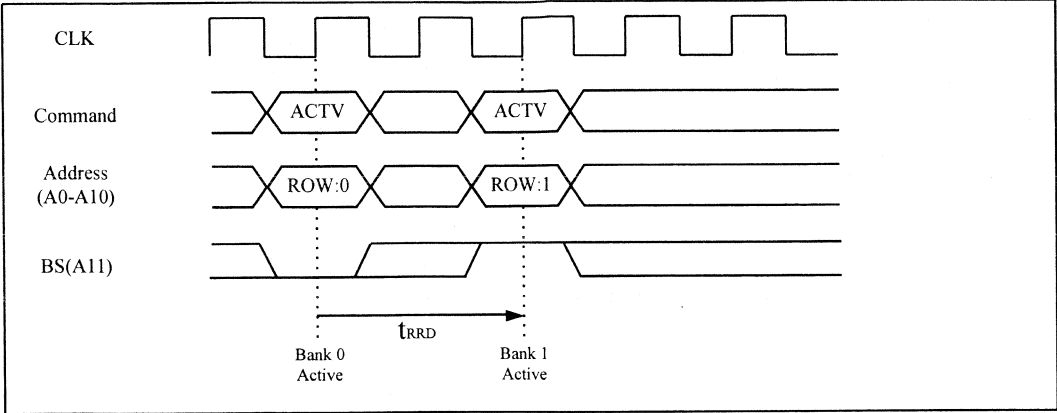 CLK
Command
ACTV
ACTV
Address
(A0-A10)
ROW:0
ROW:1
BS(A11)
tRRD
Bank 0
Active
Bank 1
Active